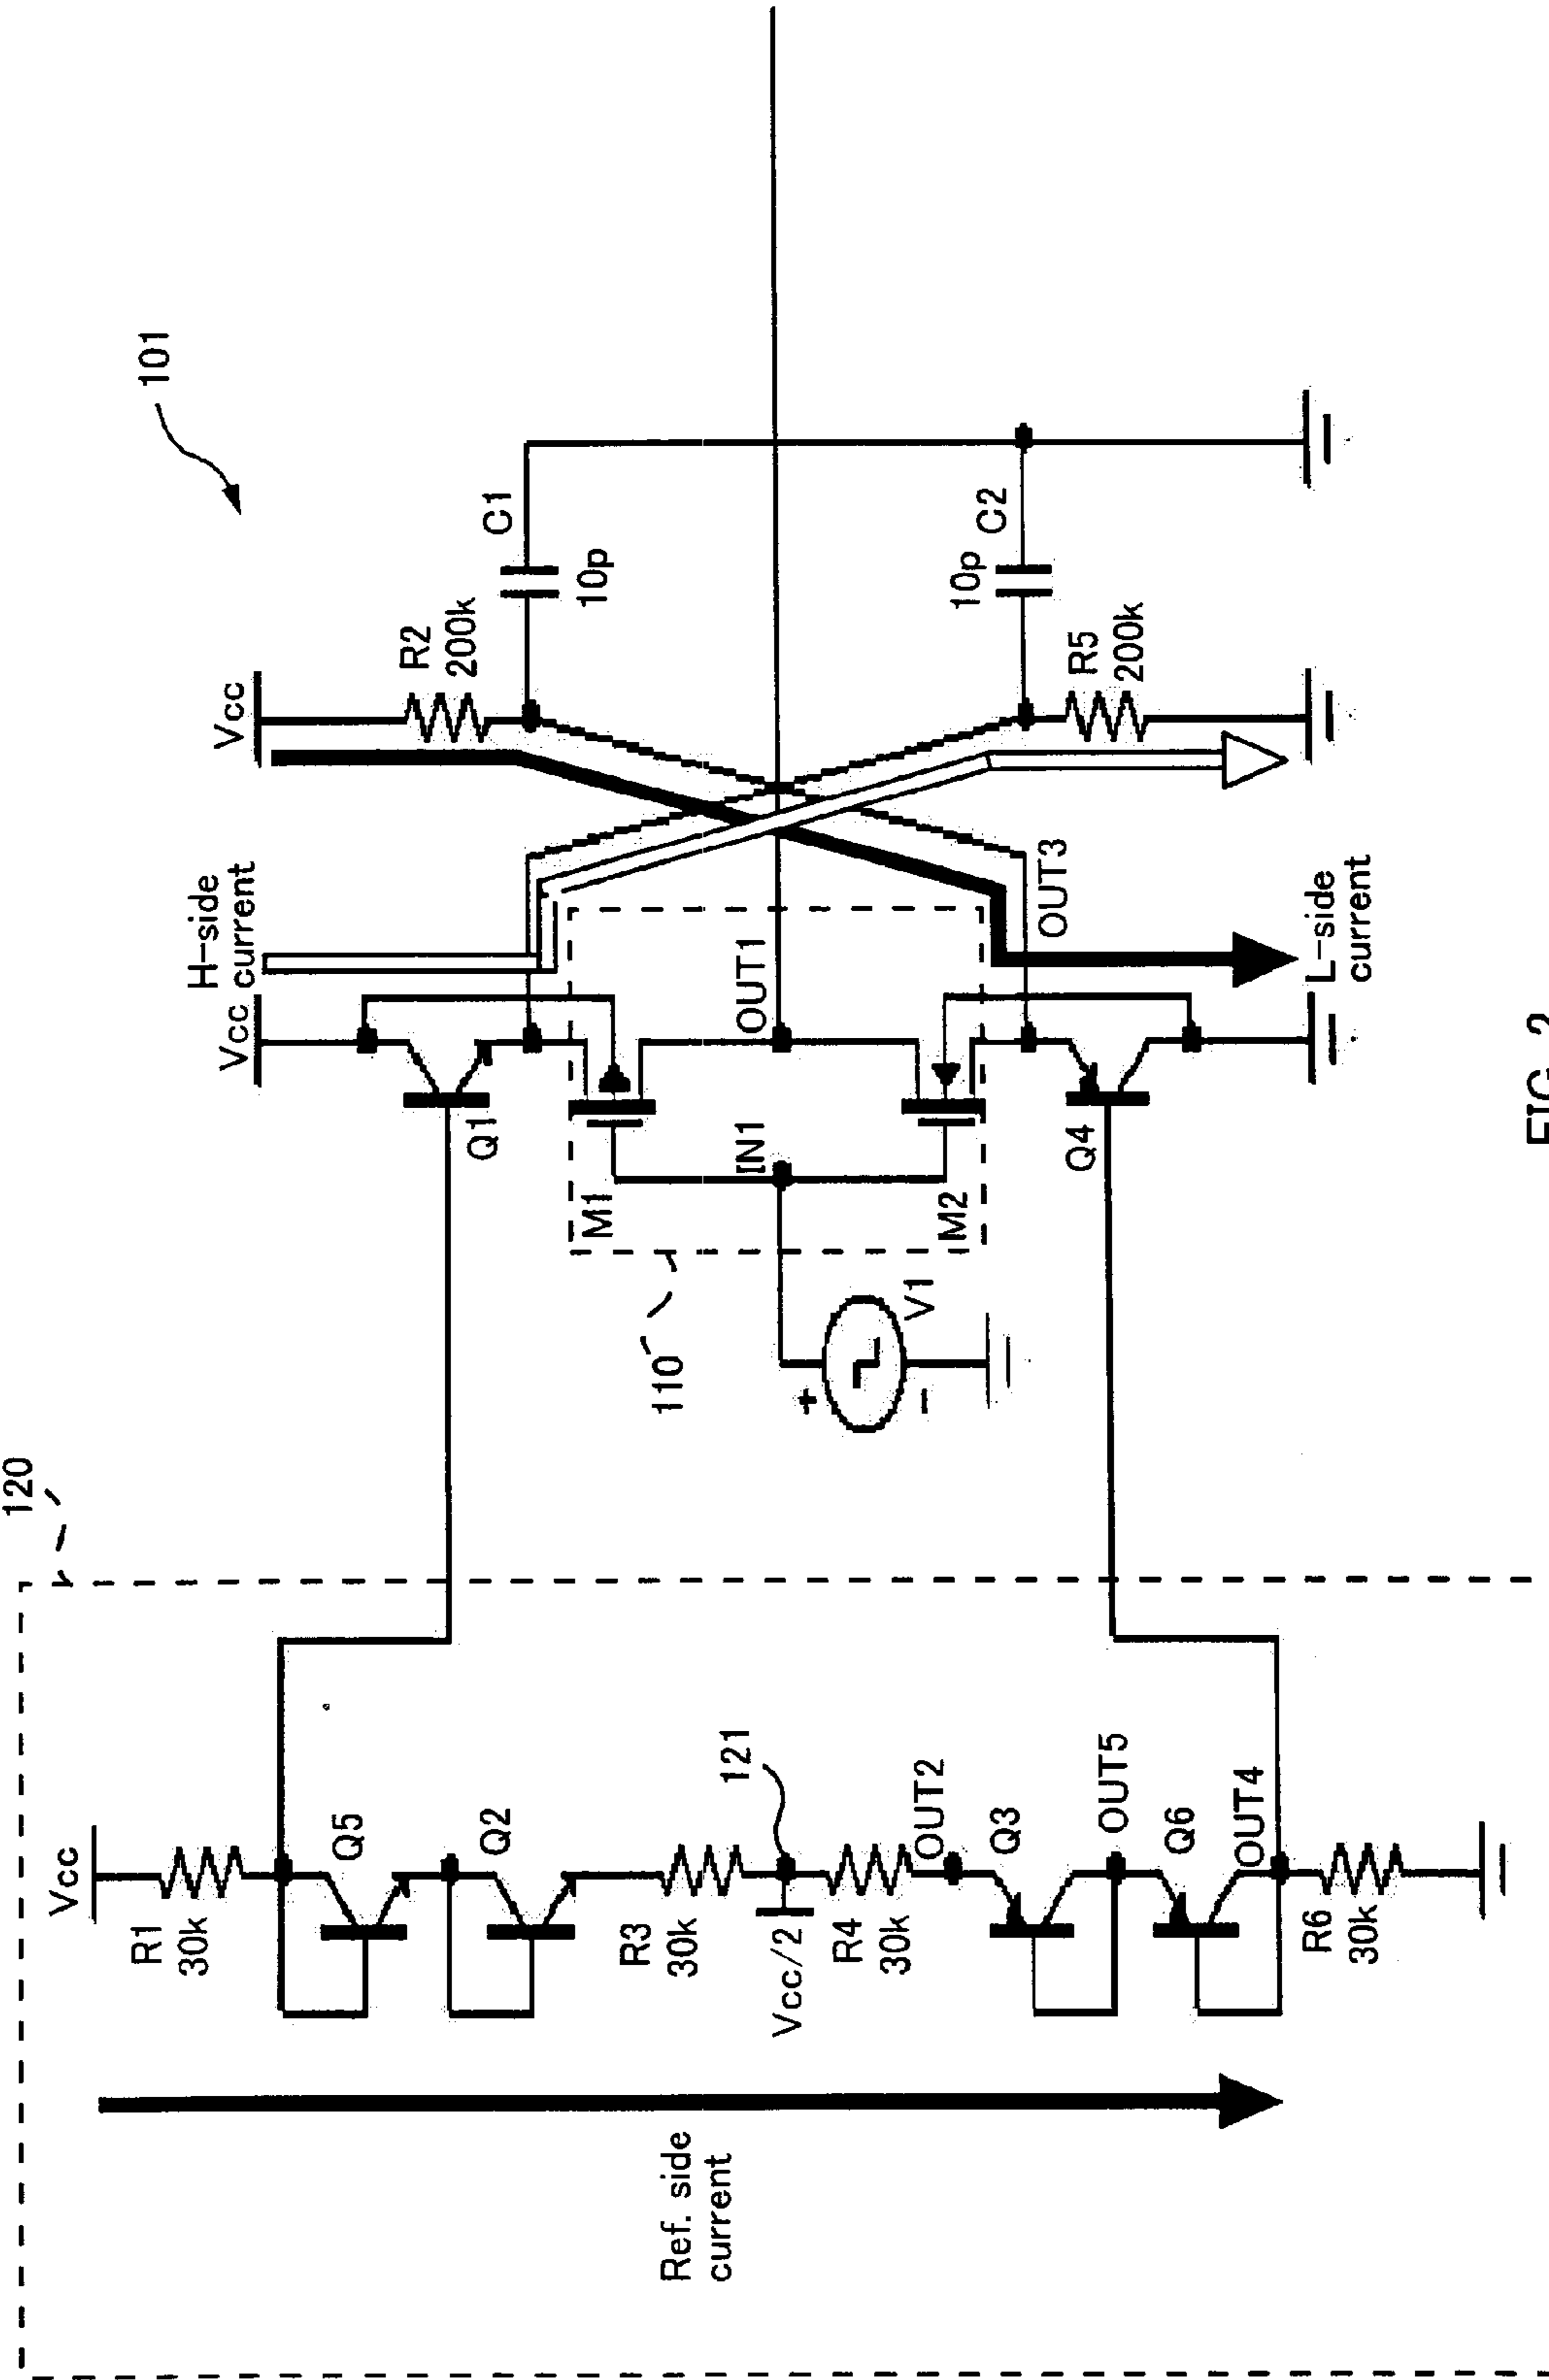 120
101
Vcc
R1
30k
Q5
Q2
R3
30k
121
Vcc/2
R4
30k
OUT2
Q3
OUT5
Q6
OUT4
R6
30k
Ref. side
current
Vcc
H-side
current
Q1
M1
IN1
OUT1
110
M2
V1
+
-
Q4
OUT3
L-side
current
Vcc
R2
200k
C1
10p
10p
C2
R5
200k